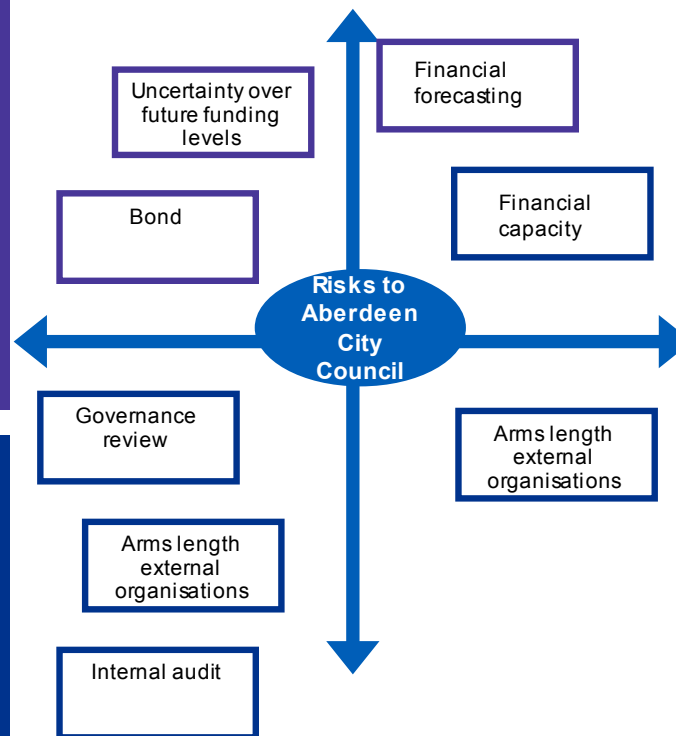 Financial
forecasting
Uncertainty over
future funding
levels
Bond
Financial
capacity
Risks to
Aberdeen
City
Council
Governance
review
Arms length
external
organisations
Arms length
external
organisations
Internal audit